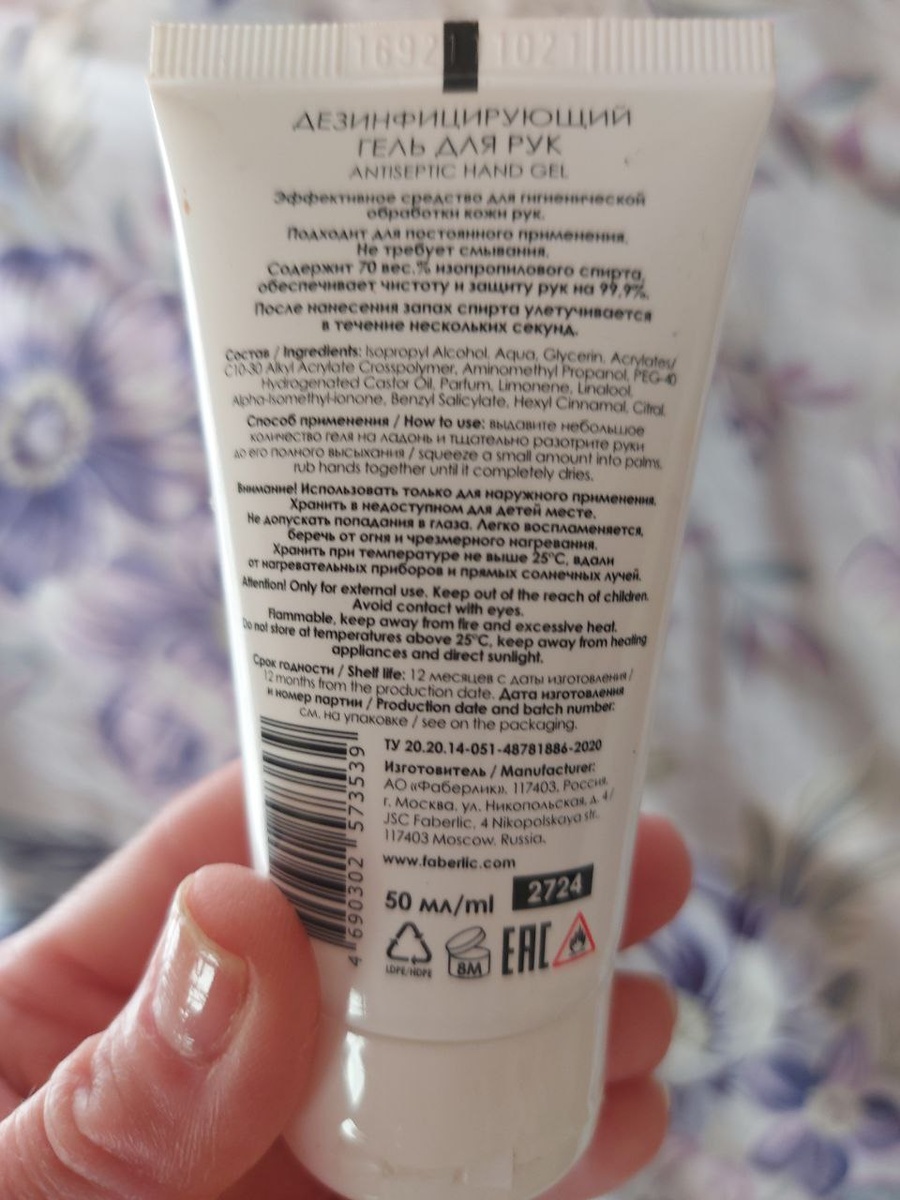 16921 1021
ДЕЗИНФИЦИРУЮЩИЙ
ГЕЛЬ ДЛЯ РУК
ANTISEPTIC HAND GEL
Эффективное средство для гигиенической
обработки кожи рук.
Подходит для постоянного применения.
Не требует смывания.
Содержит 70 вес.% изопропилового спирта,
обеспечивает чистоту и защиту рук на 99,9%.
После нанесения запах спирта улетучивается
в течение нескольких секунд.
Состав / Ingredients: Isopropyl Alcohol, Aqua, Glycerin, Acrylates/
C10-30 Alkyl Acrylate Crosspolymer, Aminomethyl Propanol, PEG-40
Hydrogenated Castor Oil, Parfum, Limonene, Linalool,
Alpha-Isomethyl-ionone, Benzyl Salicylate, Hexyl Cinnamal, Citral.
Способ применения / How to use: выдавите небольшое
количество геля на ладонь и тщательно разотрите руки
до его полного высыхания / squeeze a small amount into palms,
rub hands together until it completely dries.
Внимание! Использовать только для наружного применения.
Хранить в недоступном для детей месте.
Не допускать попадания в глаза. Легко воспламеняется,
беречь от огня и чрезмерного нагревания.
Хранить при температуре не выше 25°C, вдали
от нагревательных приборов и прямых солнечных лучей.
Attention! Only for external use. Keep out of the reach of children.
Avoid contact with eyes.
Flammable, keep away from fire and excessive heat.
Do not store at temperatures above 25°C, keep away from heating
appliances and direct sunlight.
Срок годности / Shelf life: 12 месяцев с даты изготовления /
12 months from the production date. Дата изготовления
и номер партии / Production date and batch number:
см. на упаковке / see on the packaging.
ТУ 20.20.14-051-48781886-2020
Изготовитель / Manufacturer:
АО «Фаберлик», 117403, Россия,
г. Москва, ул. Никопольская, д. 4 /
JSC Faberlic, 4 Nikopolskaya str.,
117403 Moscow, Russia.
www.faberlic.com
50 мл/ml 2724
LDPE/HDPE 8M EAC
4 690302 573539